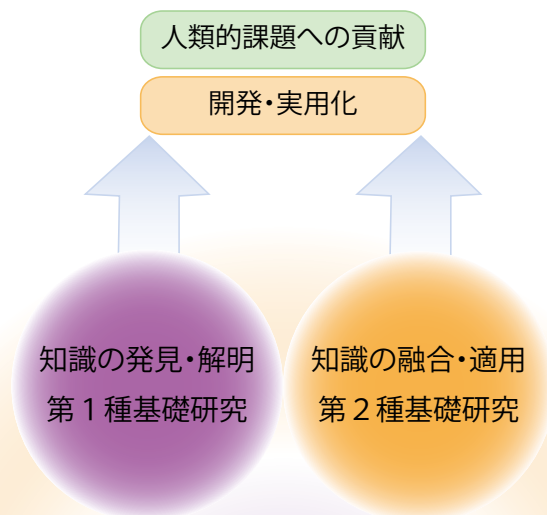 人類的課題への貢献
開発・実用化
知識の発見・解明
第１種基礎研究
知識の融合・適用
第２種基礎研究